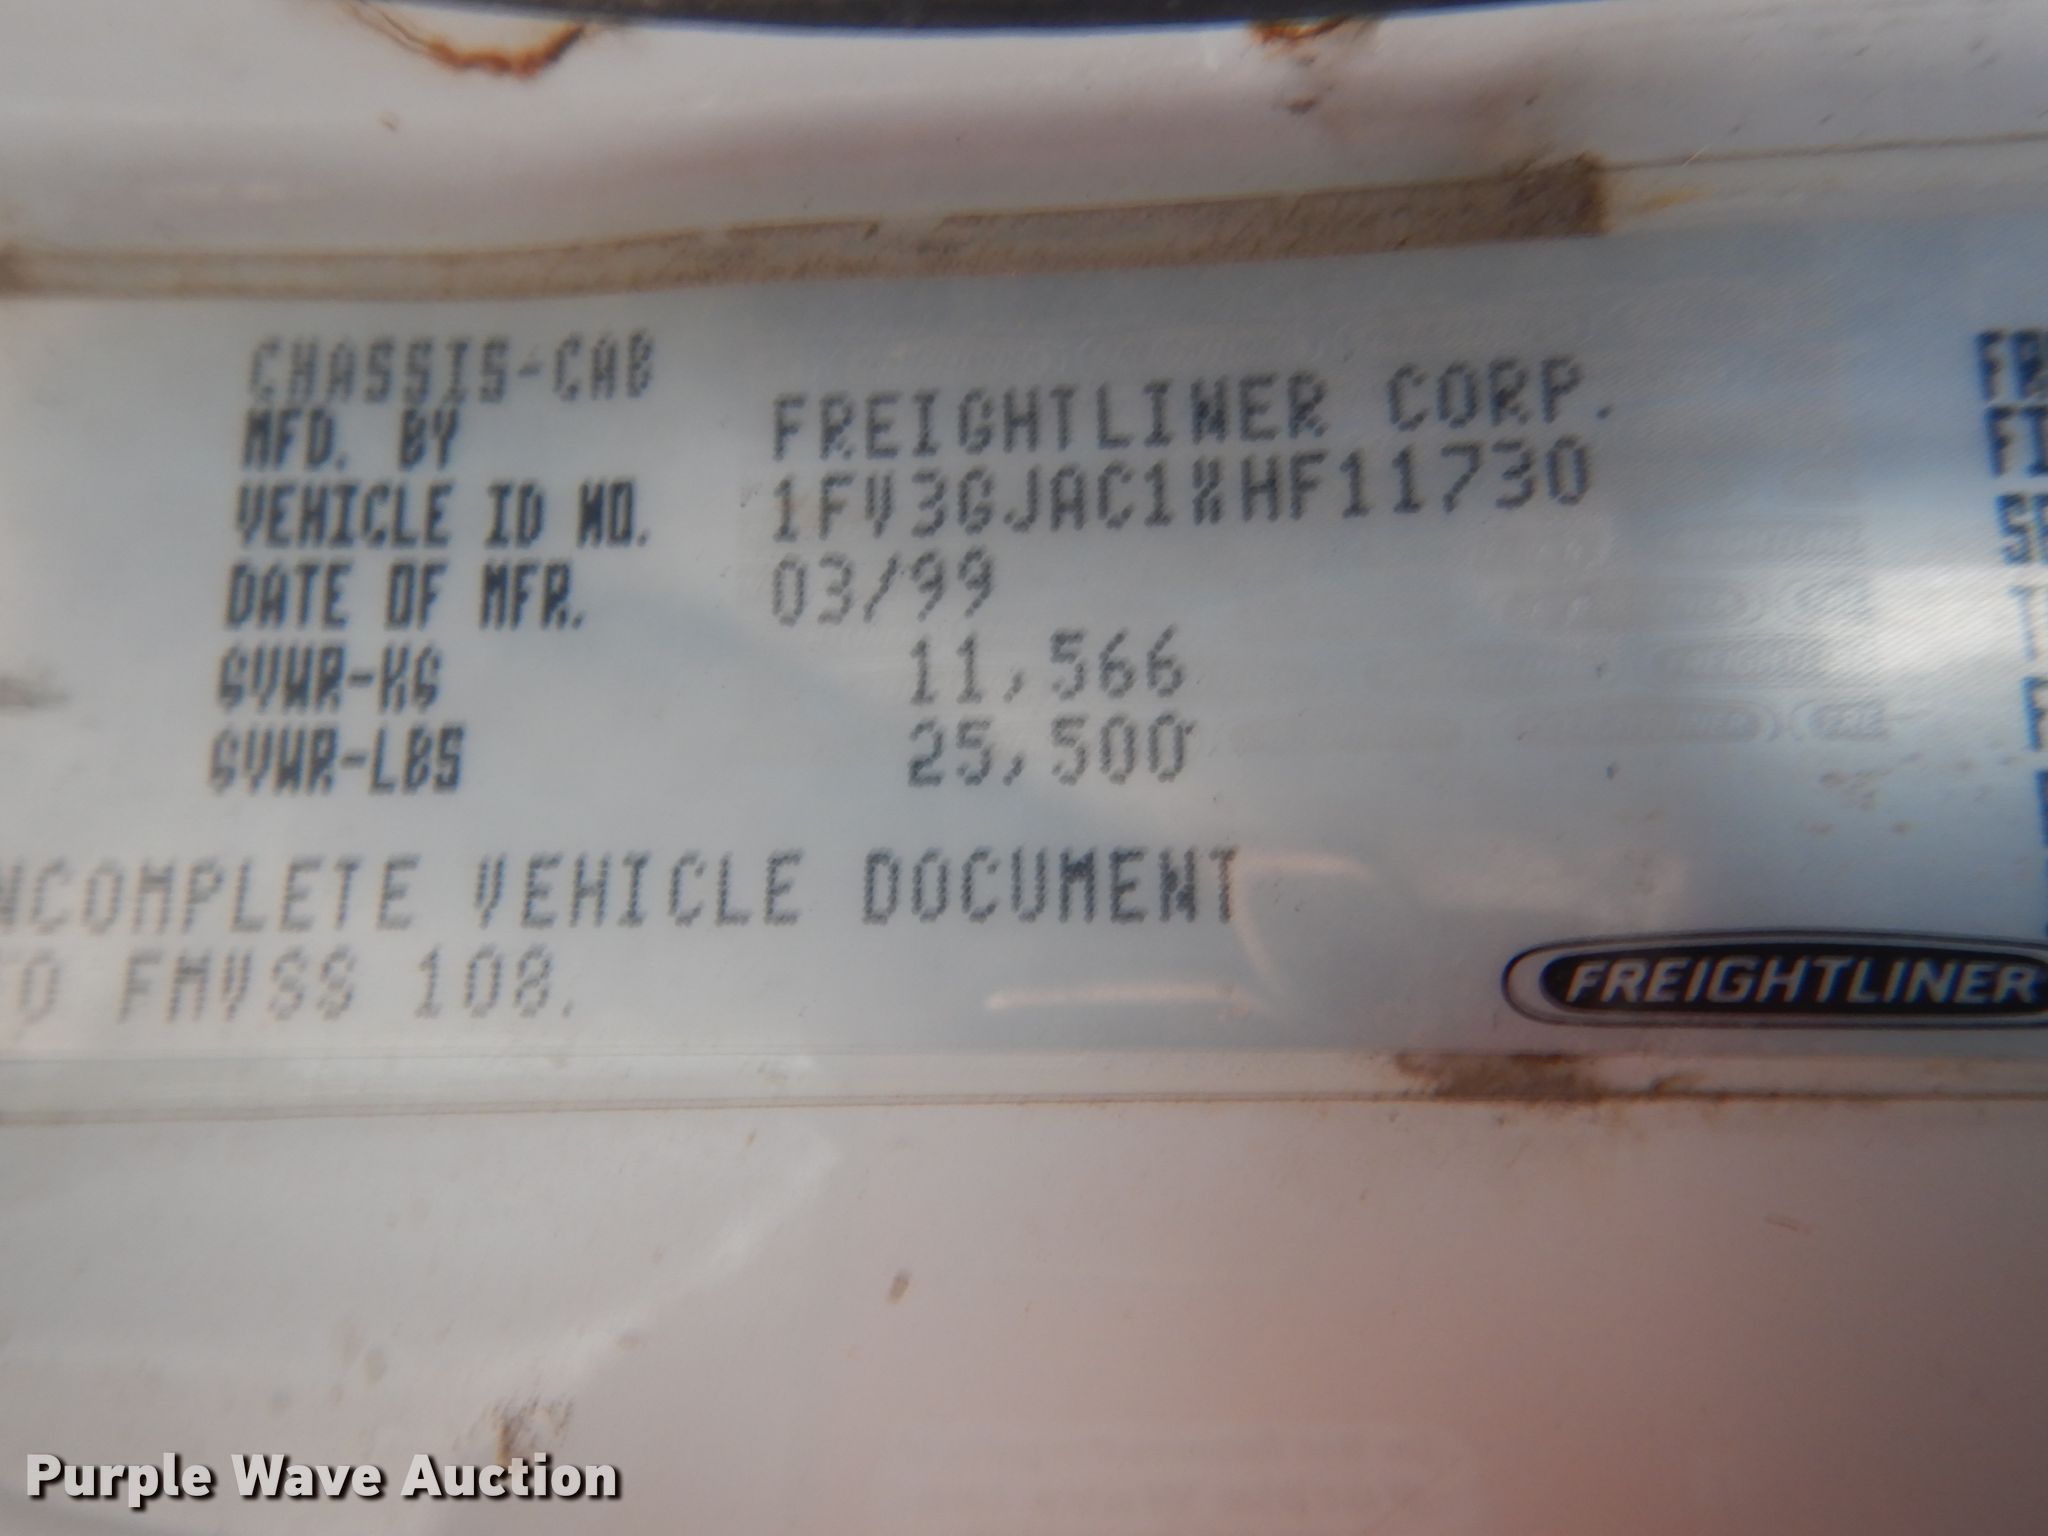 CHASSIS-CAB
MFD. BY FREIGHTLINER CORP.
VEHICLE ID NO. 1FV3GJAC1XHF11730
DATE OF MFR. 03/99
GVWR-KG 11,566
GVWR-LBS 25,500
NCOMPLETE VEHICLE DOCUMENT
TO FMVSS 108.
FREIGHTLINER
Purple Wave Auction